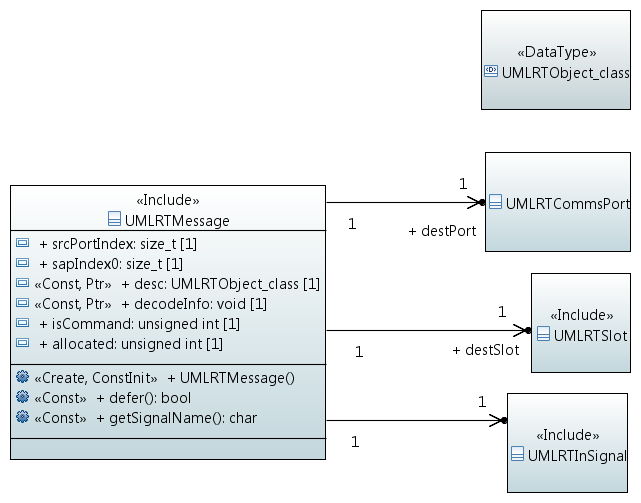 «DataType»
UMLRTObject_class
«Include»
UMLRTMessage
+ srcPortIndex: size_t [1]
+ sapIndex0: size_t [1]
«Const, Ptr» + desc: UMLRTObject_class [1]
«Const, Ptr» + decodeInfo: void [1]
+ isCommand: unsigned int [1]
+ allocated: unsigned int [1]
«Create, ConstInit» + UMLRTMessage()
«Const» + defer(): bool
«Const» + getSignalName(): char
1
1
+ destPort
UMLRTCommsPort
1
1
+ destSlot
«Include»
UMLRTSlot
1
1
«Include»
UMLRTInSignal